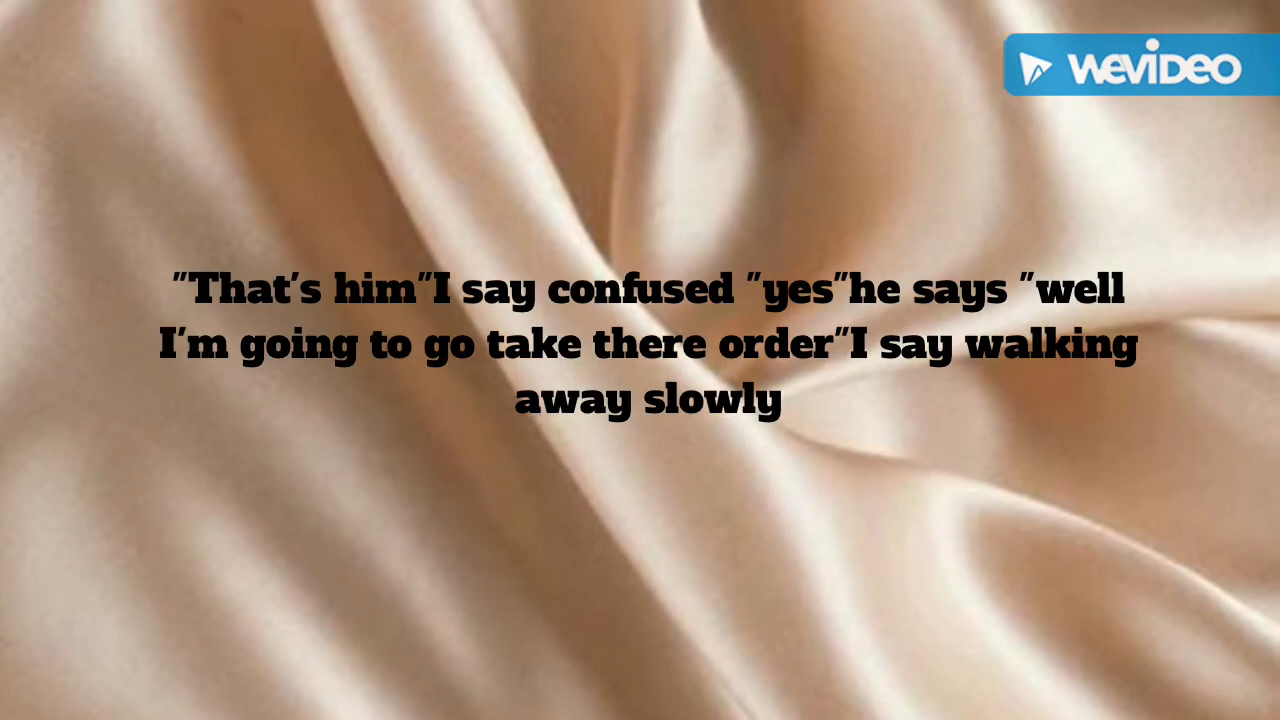 WEVIDEO
"That's him"I say confused "yes"he says "well
I'm going to go take there order"I say walking
away slowly